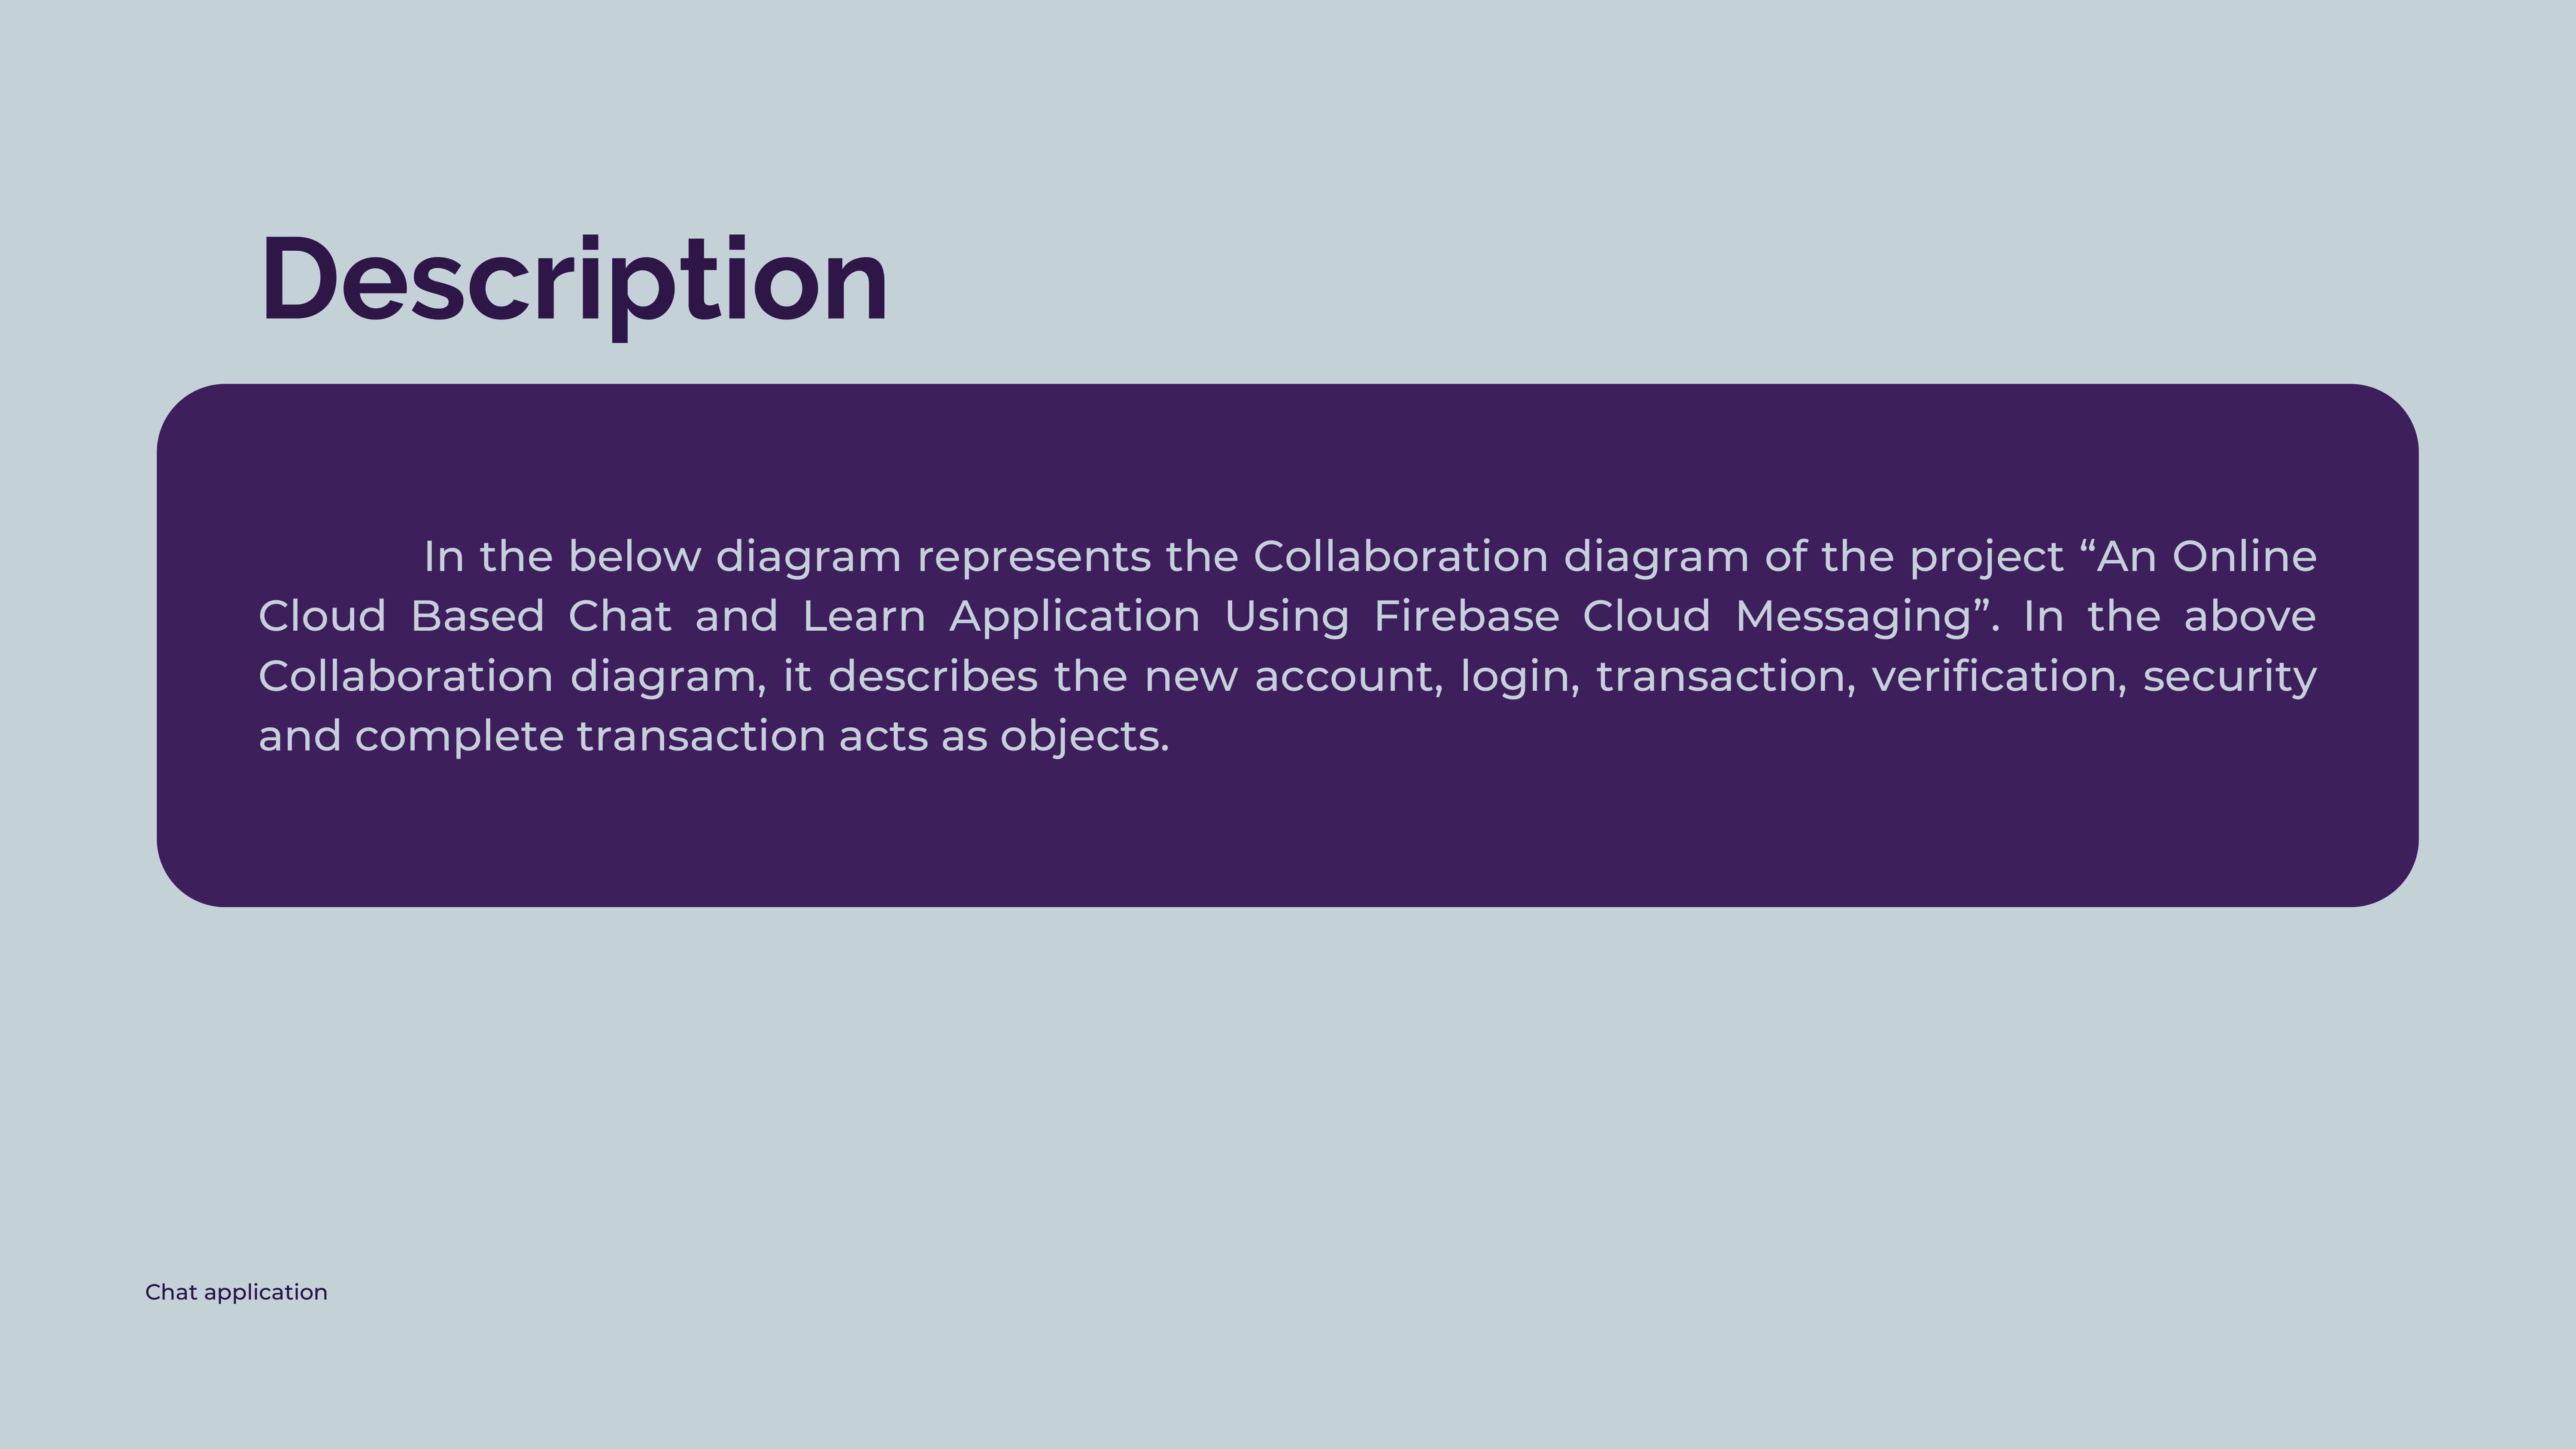 Description
In the below diagram represents the Collaboration diagram of the project “An Online
Cloud Based Chat and Learn Application Using Firebase Cloud Messaging”. In the above
Collaboration diagram, it describes the new account, login, transaction, verification, security
and complete transaction acts as objects.
Chat application